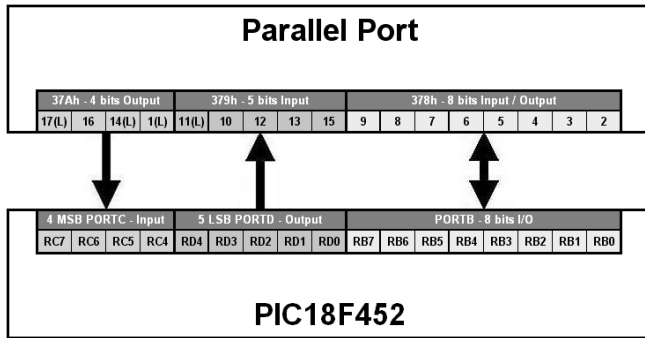 Parallel Port
37Ah - 4 bits Output 379h - 5 bits Input 378h - 8 bits Input / Output
17(L) 16 14(L) 1(L) 11(L) 10 12 13 15 9 8 7 6 5 4 3 2
4 MSB PORTC - Input 5 LSB PORTD - Output PORTB - 8 bits I/O
RC7 RC6 RC5 RC4 RD4 RD3 RD2 RD1 RD0 RB7 RB6 RB5 RB4 RB3 RB2 RB1 RB0
PIC18F452